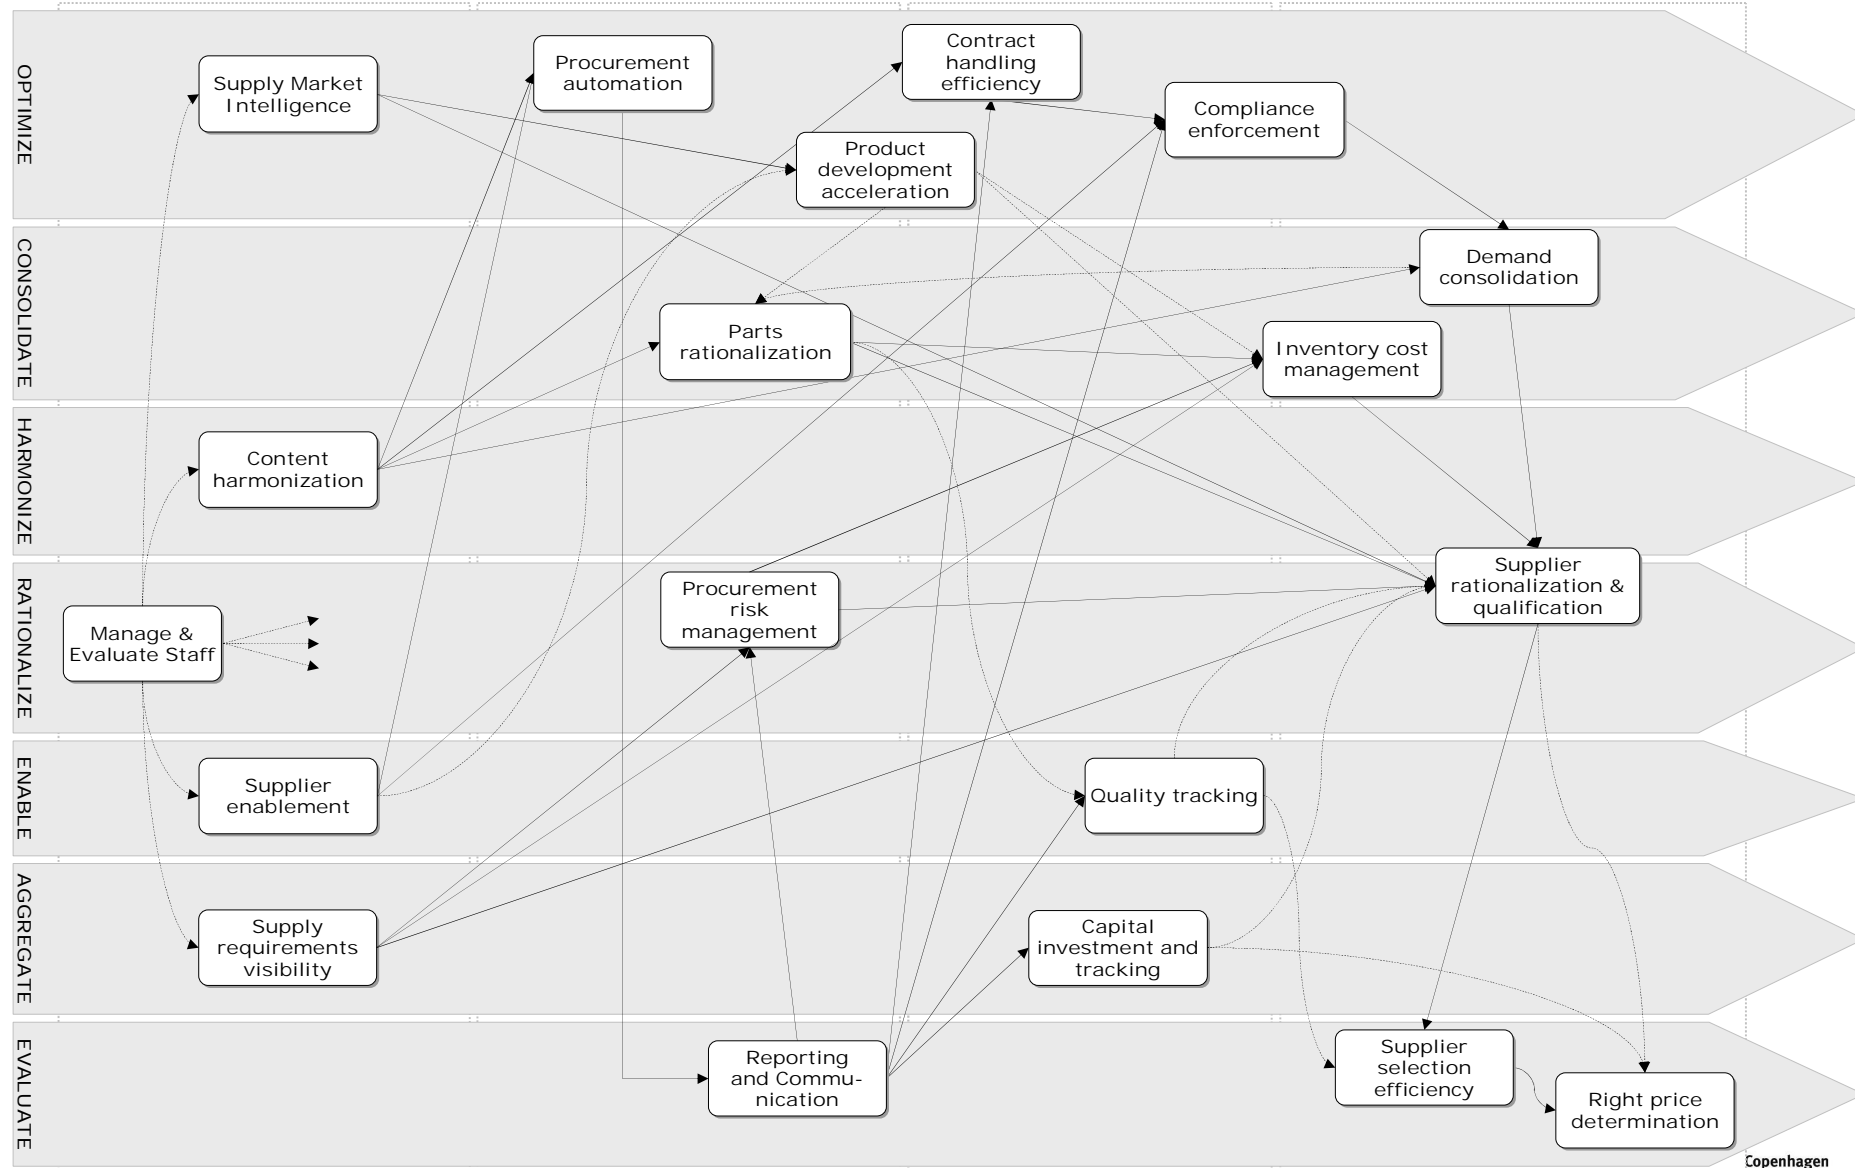 OPTIMIZE
Supply Market
Intelligence
Procurement
automation
Contract
handling
efficiency
Compliance
enforcement
Product
development
acceleration
CONSOLIDATE
Demand
consolidation
Parts
rationalization
Inventory cost
management
HARMONIZE
Content
harmonization
RATIONALIZE
Manage &
Evaluate Staff
Procurement
risk
management
Supplier
rationalization &
qualification
ENABLE
Supplier
enablement
Quality tracking
AGGREGATE
Supply
requirements
visibility
Capital
investment and
tracking
EVALUATE
Reporting
and Commu-
nication
Supplier
selection
efficiency
Right price
determination
Copenhagen